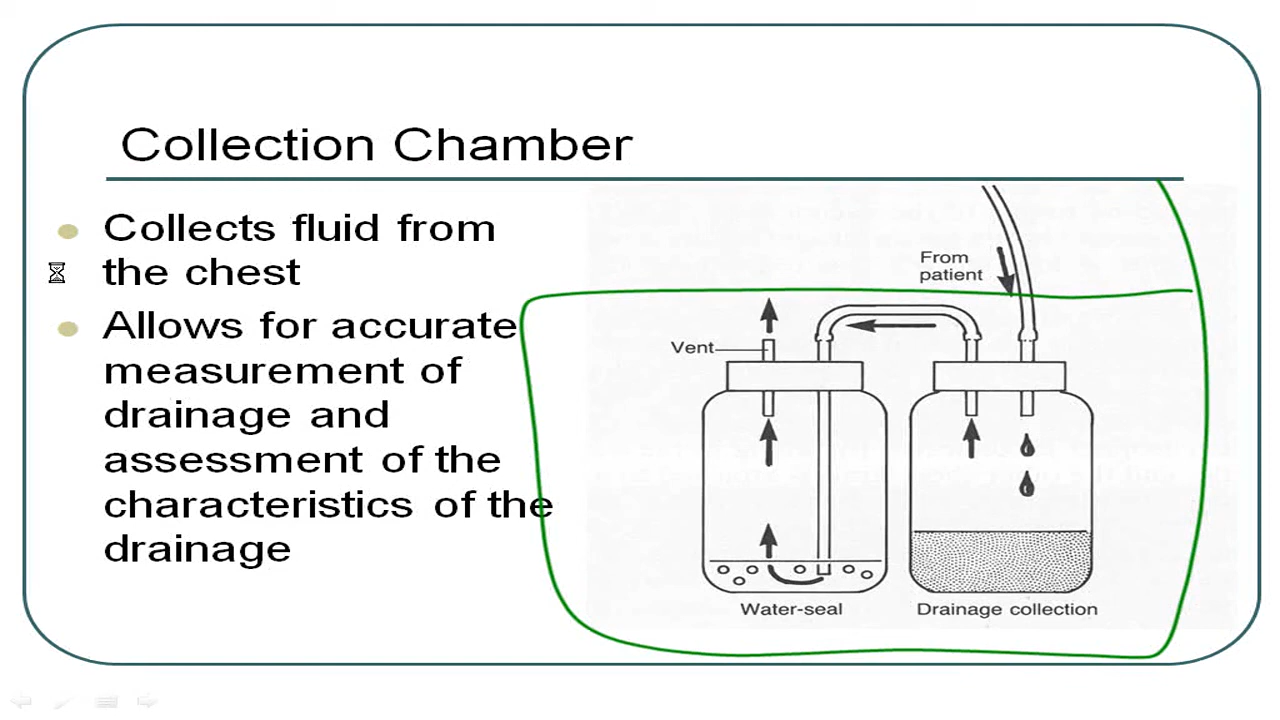 Collection Chamber
Collects fluid from
the chest
Allows for accurate
measurement of
drainage and
assessment of the
characteristics of the
drainage
From
patient
Vent
Water-seal
Drainage collection